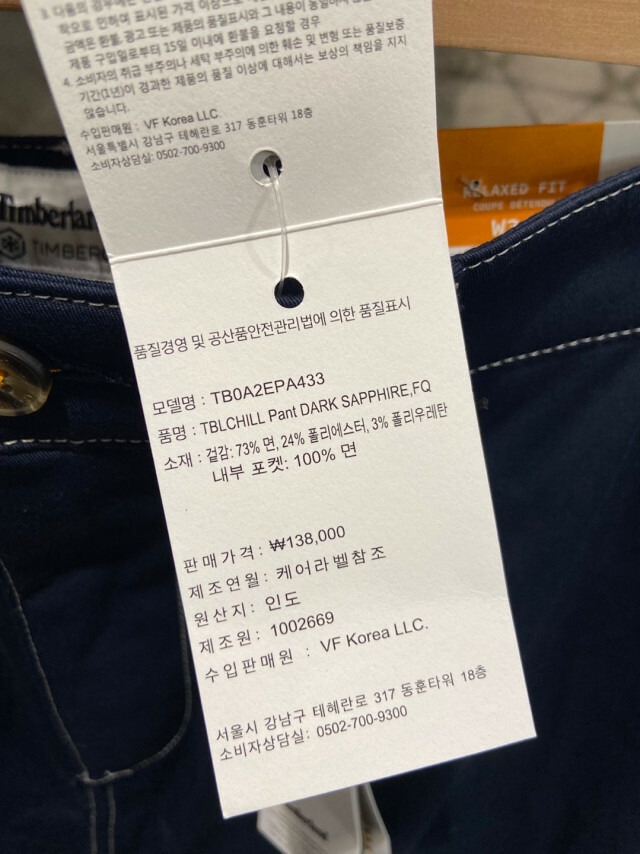 3. 다음의 경우에는
착오로 인하여 표시된 가격 이상으로
금액은 환불, 광고 또는 제품의 품질표시와 그 내용이
제품 구입일로부터 15일 이내에 환불을 요청할 경우
4. 소비자의 취급 부주의나 세탁 부주의에 의한 훼손 및 변형 또는 품질보증
기간(1년)이 경과한 제품의 품질 이상에 대해서는 보상의 책임을 지지
않습니다.
수입판매원 : VF Korea LLC.
서울특별시 강남구 테헤란로 317 동훈타워 18층
소비자상담실: 0502-700-9300
Timberland
TIMBER
RELAXED FIT
COUPE DÉTENDU
품질경영 및 공산품안전관리법에 의한 품질표시
모델명 : TB0A2EPA433
품명 : TBLCHILL Pant DARK SAPPHIRE,FQ
소재 : 겉감: 73% 면, 24% 폴리에스터, 3% 폴리우레탄
내부 포켓: 100% 면
판매가격 : ₩138,000
제조연월 : 케어라벨참조
원산지 : 인도
제조원 : 1002669
수입판매원 : VF Korea LLC.
서울시 강남구 테헤란로 317 동훈타워 18층
소비자상담실: 0502-700-9300
Timberland